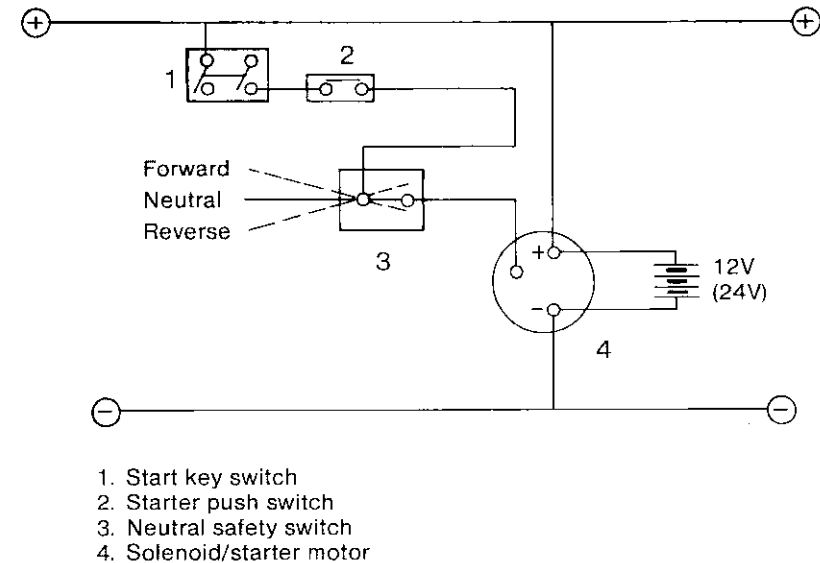 + +
1
2
Forward
Neutral
Reverse
3
+
-
12V
(24V)
4
- -
1. Start key switch
2. Starter push switch
3. Neutral safety switch
4. Solenoid/starter motor